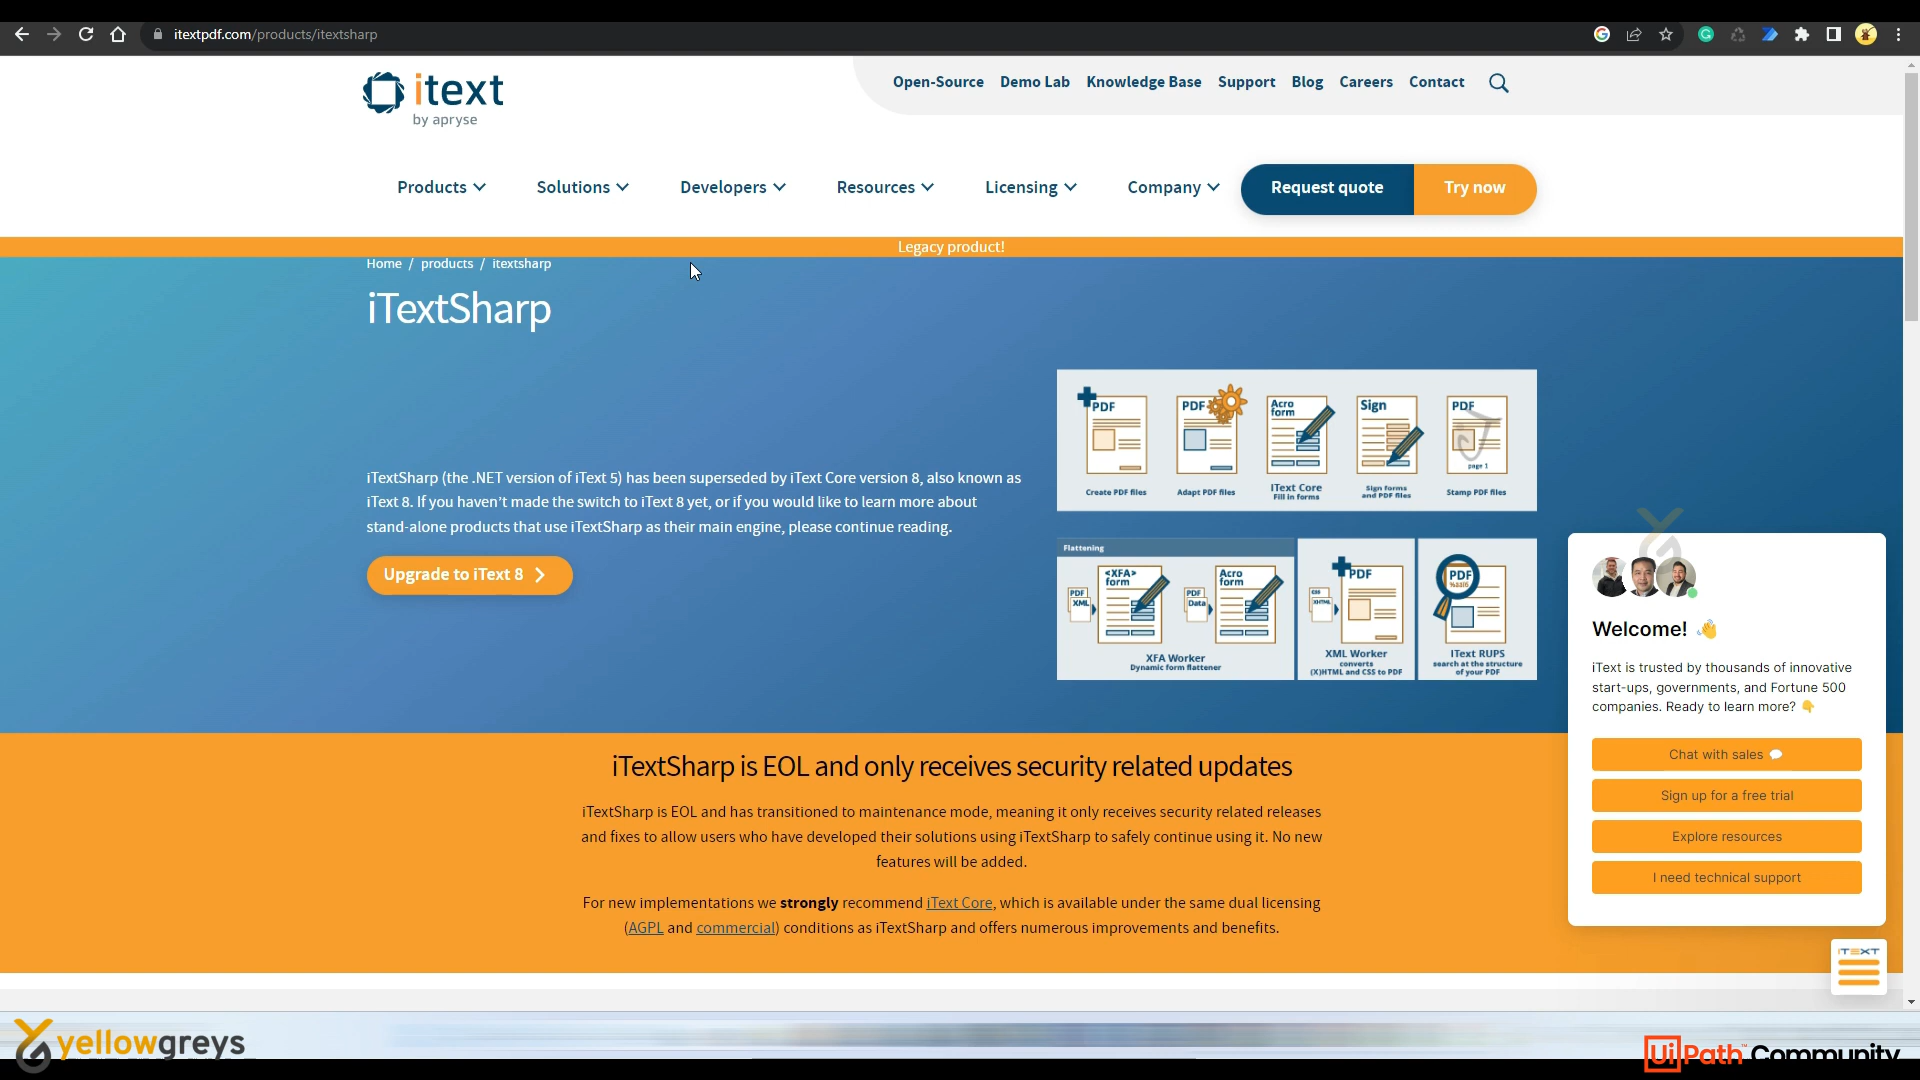 itextpdf.com/products/itextsharp
itext
by apryse
Open-Source Demo Lab Knowledge Base Support Blog Careers Contact
Products Solutions Developers Resources Licensing Company Request quote Try now
Legacy product!
Home / products / itextsharp
iTextSharp
iTextSharp (the .NET version of iText 5) has been superseded by iText Core version 8, also known as
iText 8. If you haven't made the switch to iText 8 yet, or if you would like to learn more about
stand-alone products that use iTextSharp as their main engine, please continue reading.
Upgrade to iText 8
PDF PDF Acro form Sign PDF
page 1
Create PDF files Adapt PDF files IText Core Fill in forms Sign forms and PDF files Stamp PDF files
Flattening
PDF XML <XFA> form PDF Data Acro form CSS XHTML PDF PDF
XFA Worker
Dynamic form flattener
XML Worker
converts
(X)HTML and CSS to PDF
IText RUPS
search at the structure
of your PDF
Welcome!
iText is trusted by thousands of innovative
start-ups, governments, and Fortune 500
companies. Ready to learn more?
Chat with sales
Sign up for a free trial
Explore resources
I need technical support
iTextSharp is EOL and only receives security related updates
iTextSharp is EOL and has transitioned to maintenance mode, meaning it only receives security related releases
and fixes to allow users who have developed their solutions using iTextSharp to safely continue using it. No new
features will be added.
For new implementations we strongly recommend iText Core, which is available under the same dual licensing
(AGPL and commercial) conditions as iTextSharp and offers numerous improvements and benefits.
iTEXT
yellowgreys
UiPath™ Community